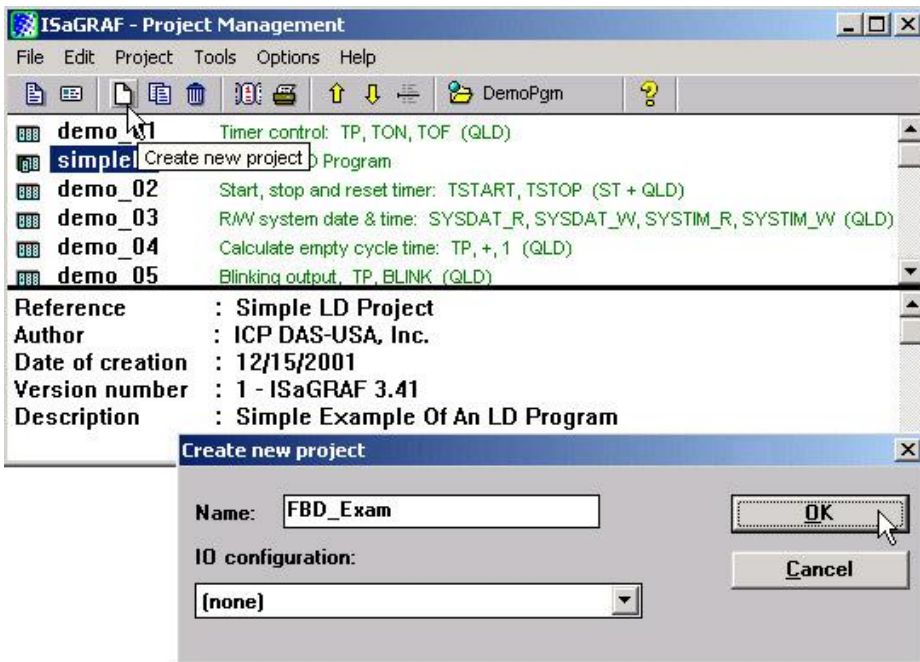 ISaGRAF - Project Management
File Edit Project Tools Options Help
DemoPgm
demo_01 Timer control: TP, TON, TOF (QLD)
Create new project
simple Program
demo_02 Start, stop and reset timer: TSTART, TSTOP (ST + QLD)
demo_03 R/W system date & time: SYSDAT_R, SYSDAT_W, SYSTIM_R, SYSTIM_W (QLD)
demo_04 Calculate empty cycle time: TP, +, 1 (QLD)
demo_05 Blinking output, TP, BLINK (QLD)
Reference : Simple LD Project
Author : ICP DAS-USA, Inc.
Date of creation : 12/15/2001
Version number : 1 - ISaGRAF 3.41
Description : Simple Example Of An LD Program
Create new project
Name: FBD_Exam
OK
IO configuration:
Cancel
(none)